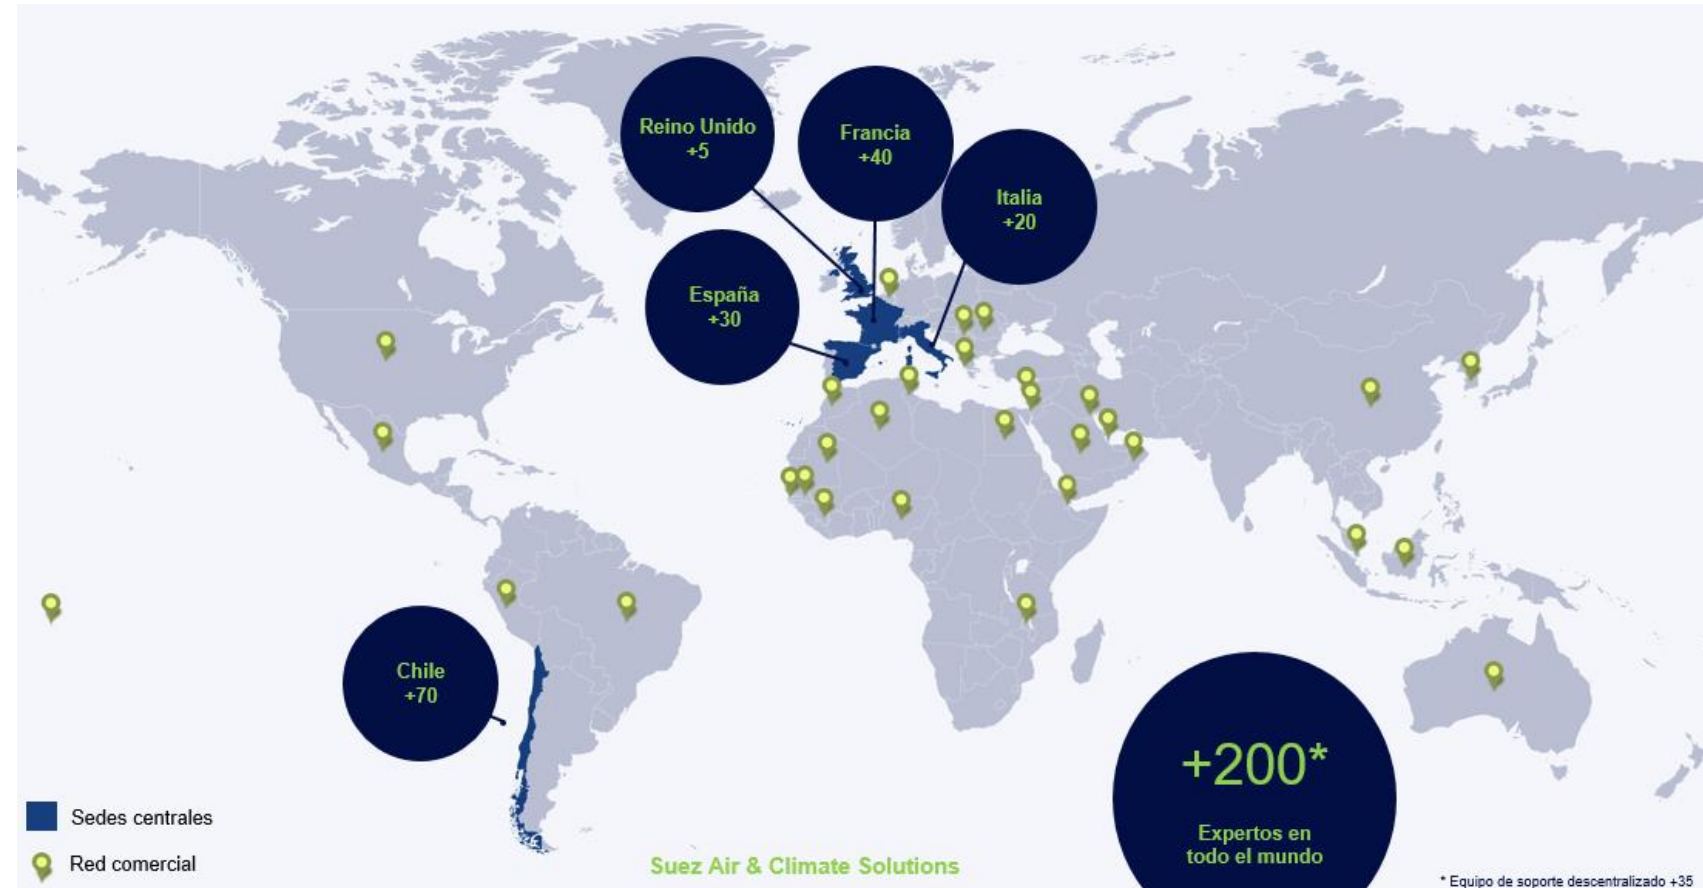 Reino Unido
+5
Francia
+40
Italia
+20
España
+30
Chile
+70
+200*
Expertos en
todo el mundo
Sedes centrales
Red comercial
Suez Air & Climate Solutions
* Equipo de soporte descentralizado +35